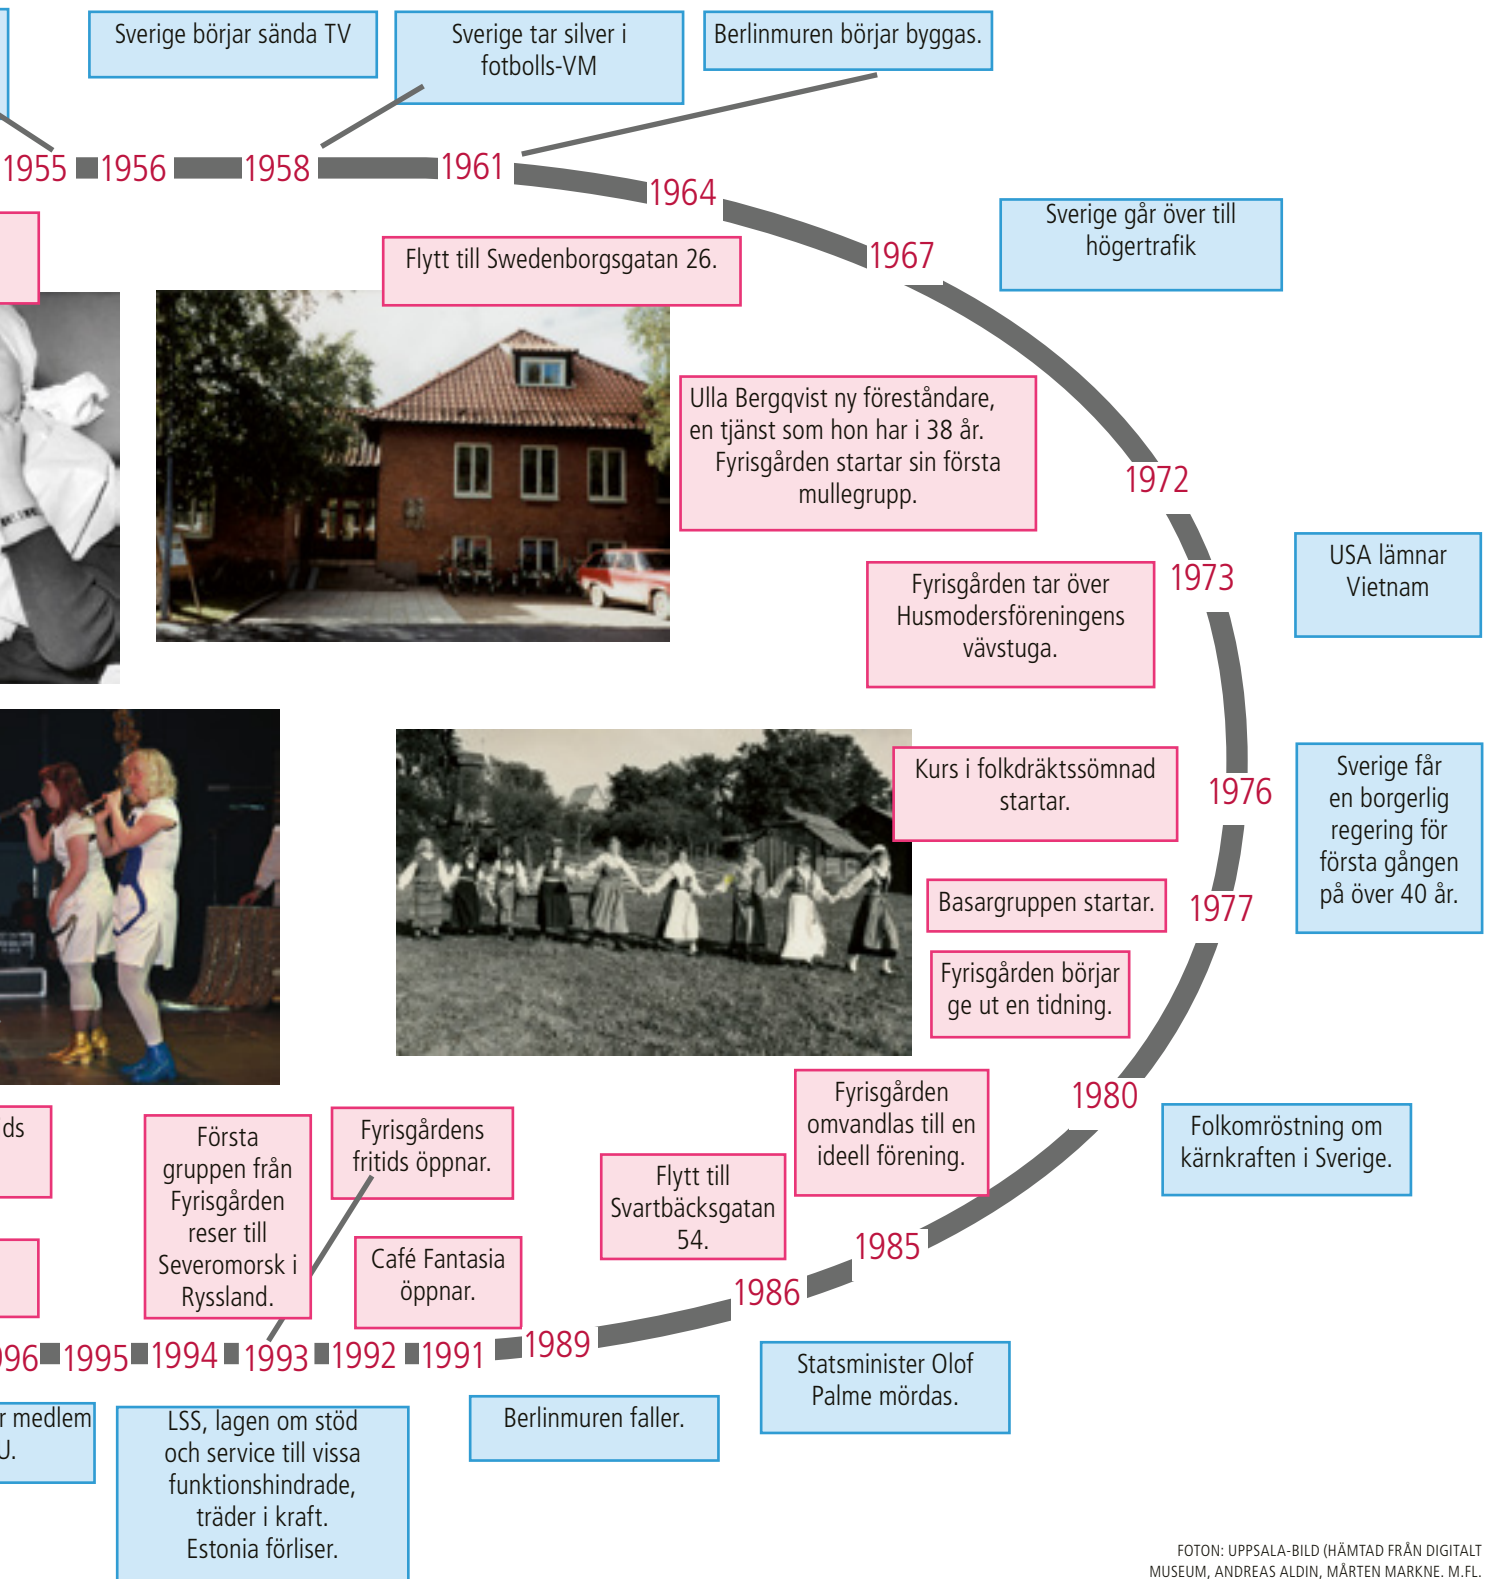 Sverige börjar sända TV
Sverige tar silver i
fotbolls-VM
Berlinmuren börjar byggas.
1955
1956
1958
1961
1964
1967
Sverige går över till
högertrafik
Flytt till Swedenborgsgatan 26.
Ulla Bergqvist ny föreståndare,
en tjänst som hon har i 38 år.
Fyrisgården startar sin första
mullegrupp.
1972
1973
USA lämnar
Vietnam
Fyrisgården tar över
Husmodersföreningens
vävstuga.
Kurs i folkdräktssömnad
startar.
1976
Sverige får
en borgerlig
regering för
första gången
på över 40 år.
Basargruppen startar.
1977
Fyrisgården börjar
ge ut en tidning.
1980
Folkomröstning om
kärnkraften i Sverige.
Fyrisgården
omvandlas till en
ideell förening.
Flytt till
Svartbäcksgatan
54.
1985
1986
Statsminister Olof
Palme mördas.
ds
Första
gruppen från
Fyrisgården
reser till
Severomorsk i
Ryssland.
Fyrisgårdens
fritids öppnar.
Café Fantasia
öppnar.
96
1995
1994
1993
1992
1991
1989
r medlem
U.
LSS, lagen om stöd
och service till vissa
funktionshindrade,
träder i kraft.
Estonia förliser.
Berlinmuren faller.
FOTON: UPPSALA-BILD (HÄMTAD FRÅN DIGITALT
MUSEUM, ANDREAS ALDIN, MÅRTEN MARKNE. M.FL.